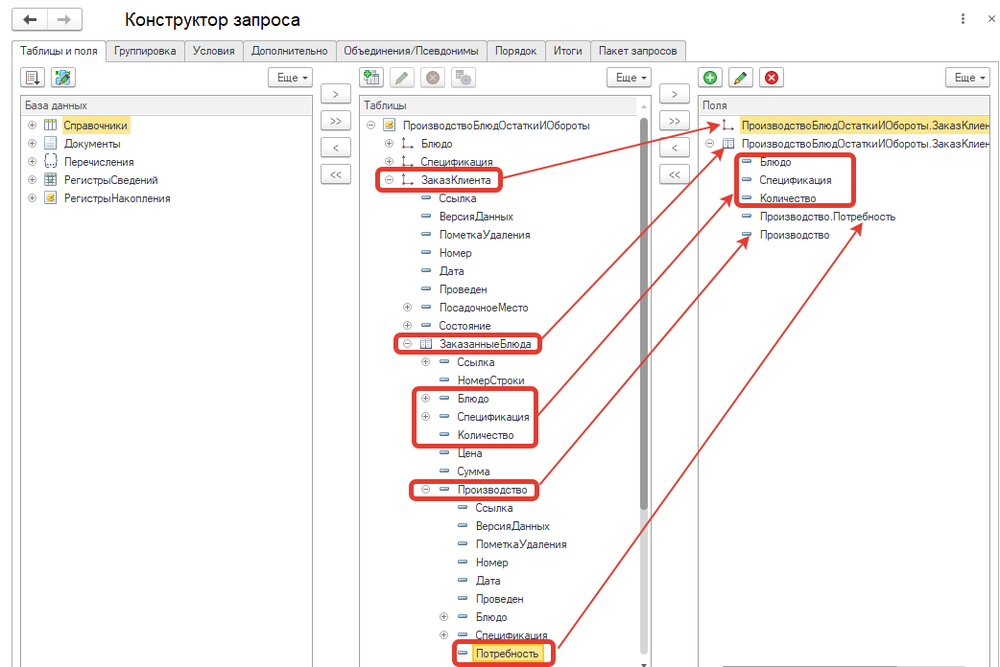 Конструктор запроса
Таблицы и поля
Группировка
Условия
Дополнительно
Объединения/Псевдонимы
Порядок
Итоги
Пакет запросов
Еще
Еще
Еще
База данных
Справочники
Документы
Перечисления
РегистрыСведений
РегистрыНакопления
>
>>
<
<<
Таблицы
ПроизводствоБлюдОстаткиИОбороты
Блюдо
Спецификация
ЗаказКлиента
Ссылка
ВерсияДанных
ПометкаУдаления
Номер
Дата
Проведен
ПосадочноеМесто
Состояние
ЗаказанныеБлюда
Ссылка
НомерСтроки
Блюдо
Спецификация
Количество
Цена
Сумма
Производство
Ссылка
ВерсияДанных
ПометкаУдаления
Номер
Дата
Проведен
Блюдо
Спецификация
Потребность
>
>>
<
<<
Поля
ПроизводствоБлюдОстаткиИОбороты.ЗаказКлиен
ПроизводствоБлюдОстаткиИОбороты.ЗаказКлиен
Блюдо
Спецификация
Количество
Производство.Потребность
Производство